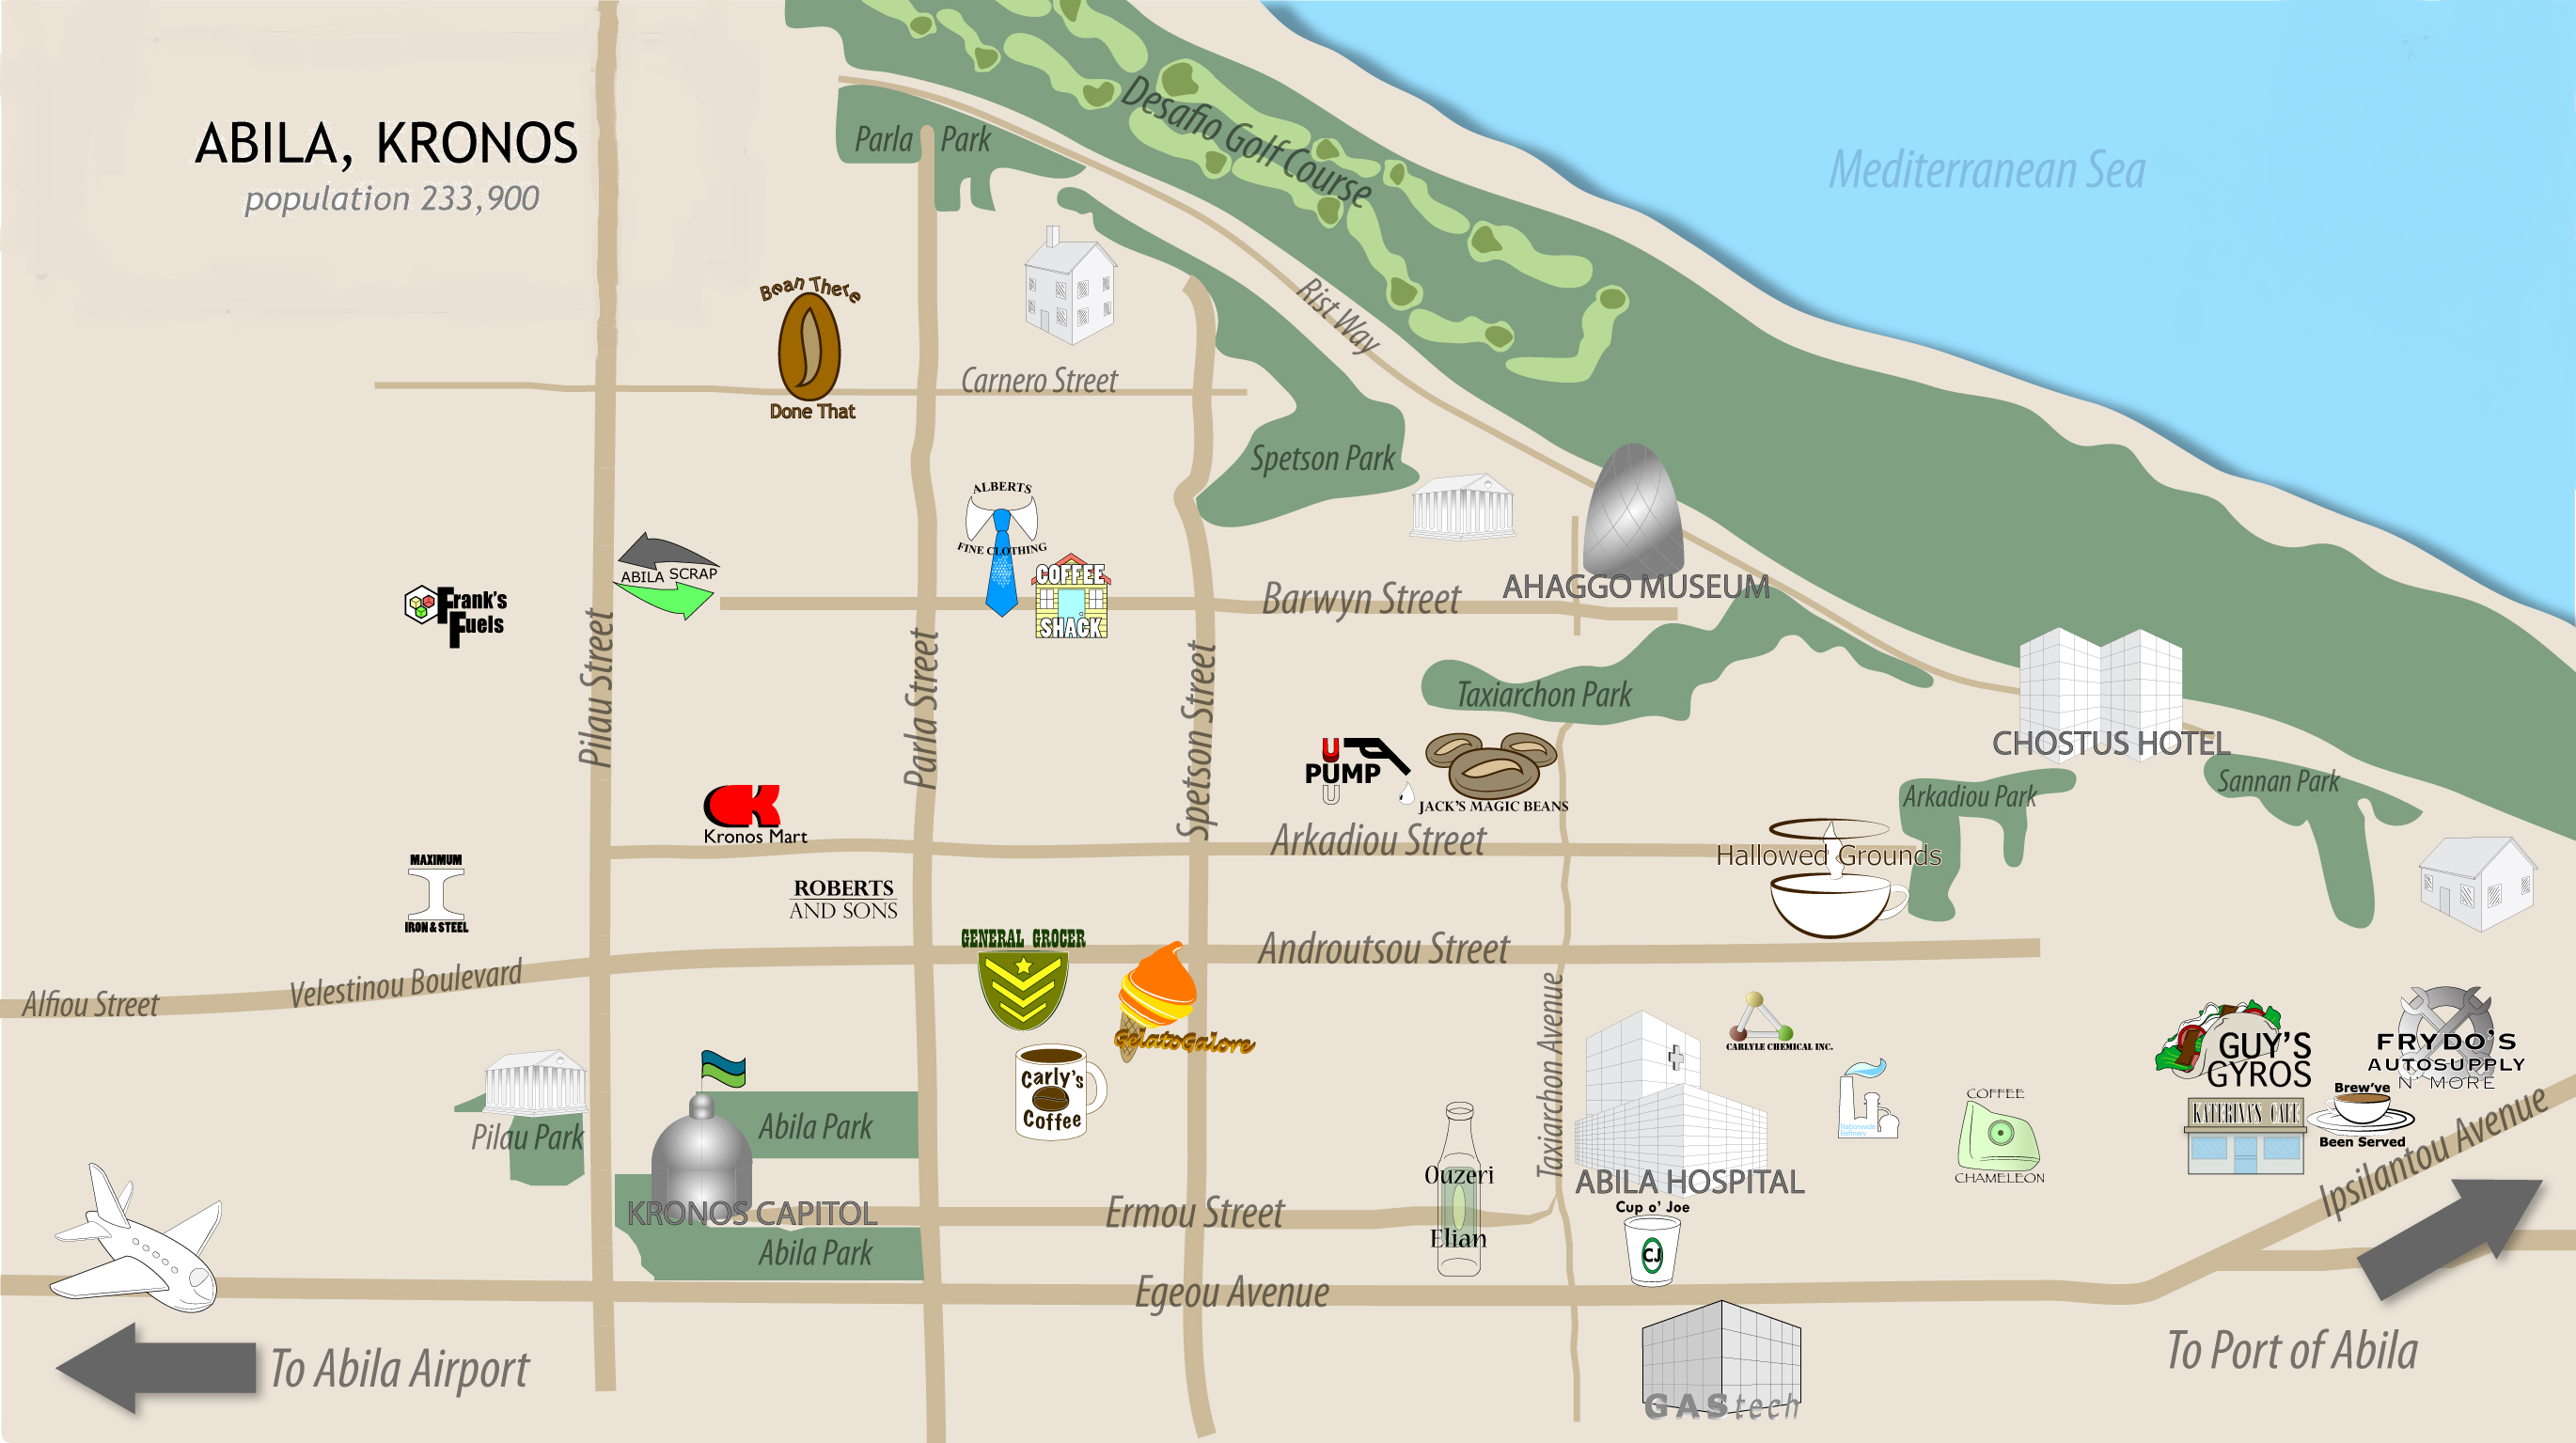 ABILA, KRONOS
population 233,900
Parla Park
Desafio Golf Course
Mediterranean Sea
Bean There
Done That
Carnero Street
Rist Way
Spetson Park
ALBERTS
FINE CLOTHING
COFFEE
SHACK
ABILA SCRAP
Frank's
Fuels
Barwyn Street
AHAGGO MUSEUM
Pilau Street
Parla Street
Spetson Street
Taxiarchon Park
CHOSTUS HOTEL
U
PUMP
U
JACK'S MAGIC BEANS
Arkadiou Park
Sannan Park
Kronos Mart
Arkadiou Street
Hallowed Grounds
MAXIMUM
IRON & STEEL
ROBERTS
AND SONS
GENERAL GROCER
Androutsou Street
Alfiou Street
Velestinou Boulevard
GelatoGalore
Taxiarchon Avenue
CARLYLE CHEMICAL INC.
GUY'S
GYROS
FRYDO'S
AUTOSUPPLY
N' MORE
Carly's
Coffee
Nationwide
Refinery
COFFEE
CHAMELEON
KATERINA'S CAFE
Brew've
Been Served
Ipsilantou Avenue
Pilau Park
Abila Park
KRONOS CAPITOL
Abila Park
Ermou Street
Ouzeri
Elian
ABILA HOSPITAL
Cup o' Joe
CJ
Egeou Avenue
To Abila Airport
GAStech
To Port of Abila